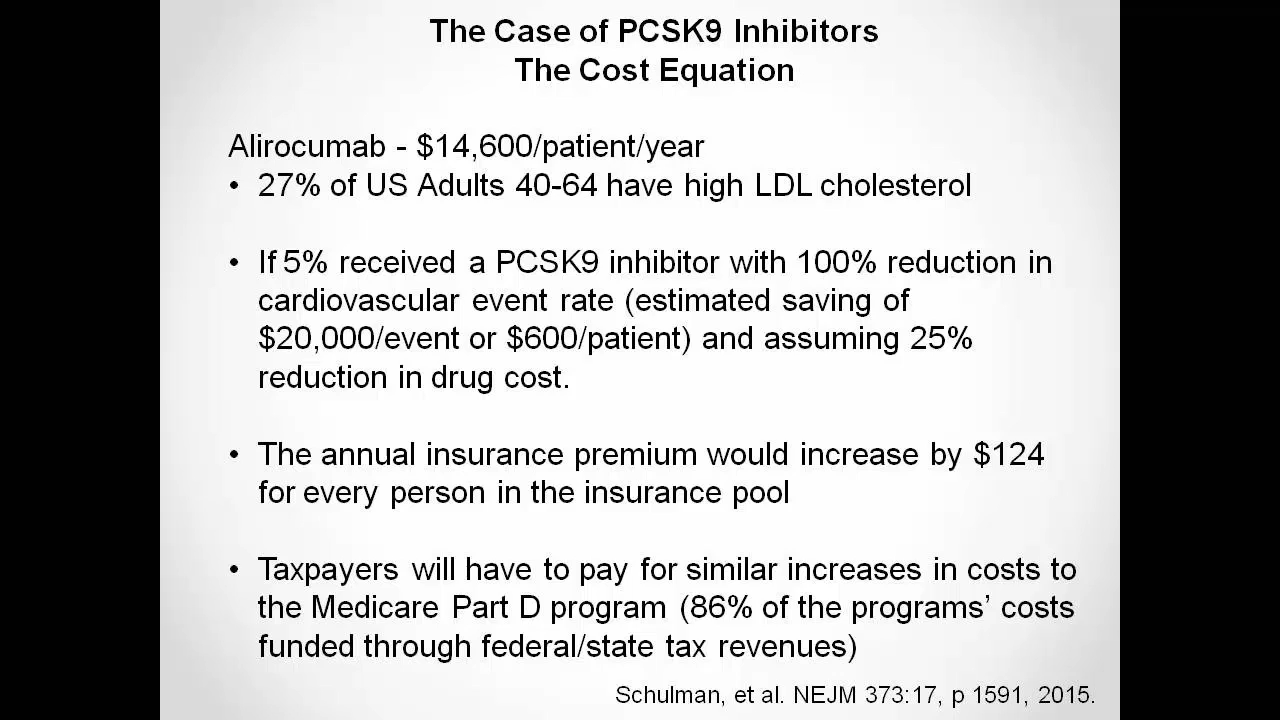 The Case of PCSK9 Inhibitors
The Cost Equation
Alirocumab - $14,600/patient/year
• 27% of US Adults 40-64 have high LDL cholesterol
• If 5% received a PCSK9 inhibitor with 100% reduction in
cardiovascular event rate (estimated saving of
$20,000/event or $600/patient) and assuming 25%
reduction in drug cost.
• The annual insurance premium would increase by $124
for every person in the insurance pool
• Taxpayers will have to pay for similar increases in costs to
the Medicare Part D program (86% of the programs’ costs
funded through federal/state tax revenues)
Schulman, et al. NEJM 373:17, p 1591, 2015.